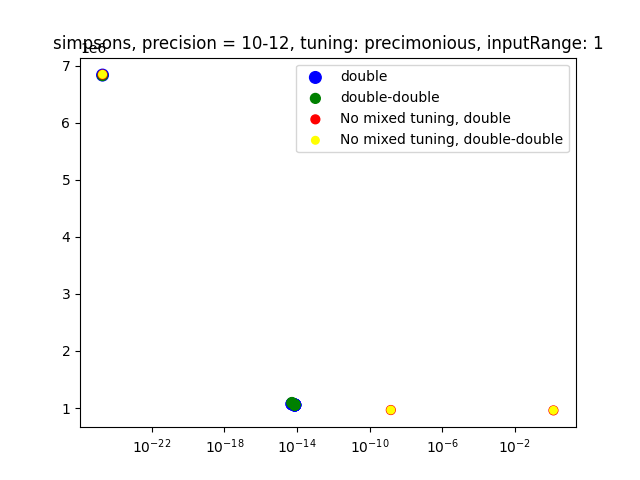 simpsons, precision = 10-12, tuning: precimonious, inputRange: 1
1e6
7
6
5
4
3
2
1
double
double-double
No mixed tuning, double
No mixed tuning, double-double
10⁻²² 10⁻¹⁸ 10⁻¹⁴ 10⁻¹⁰ 10⁻⁶ 10⁻²